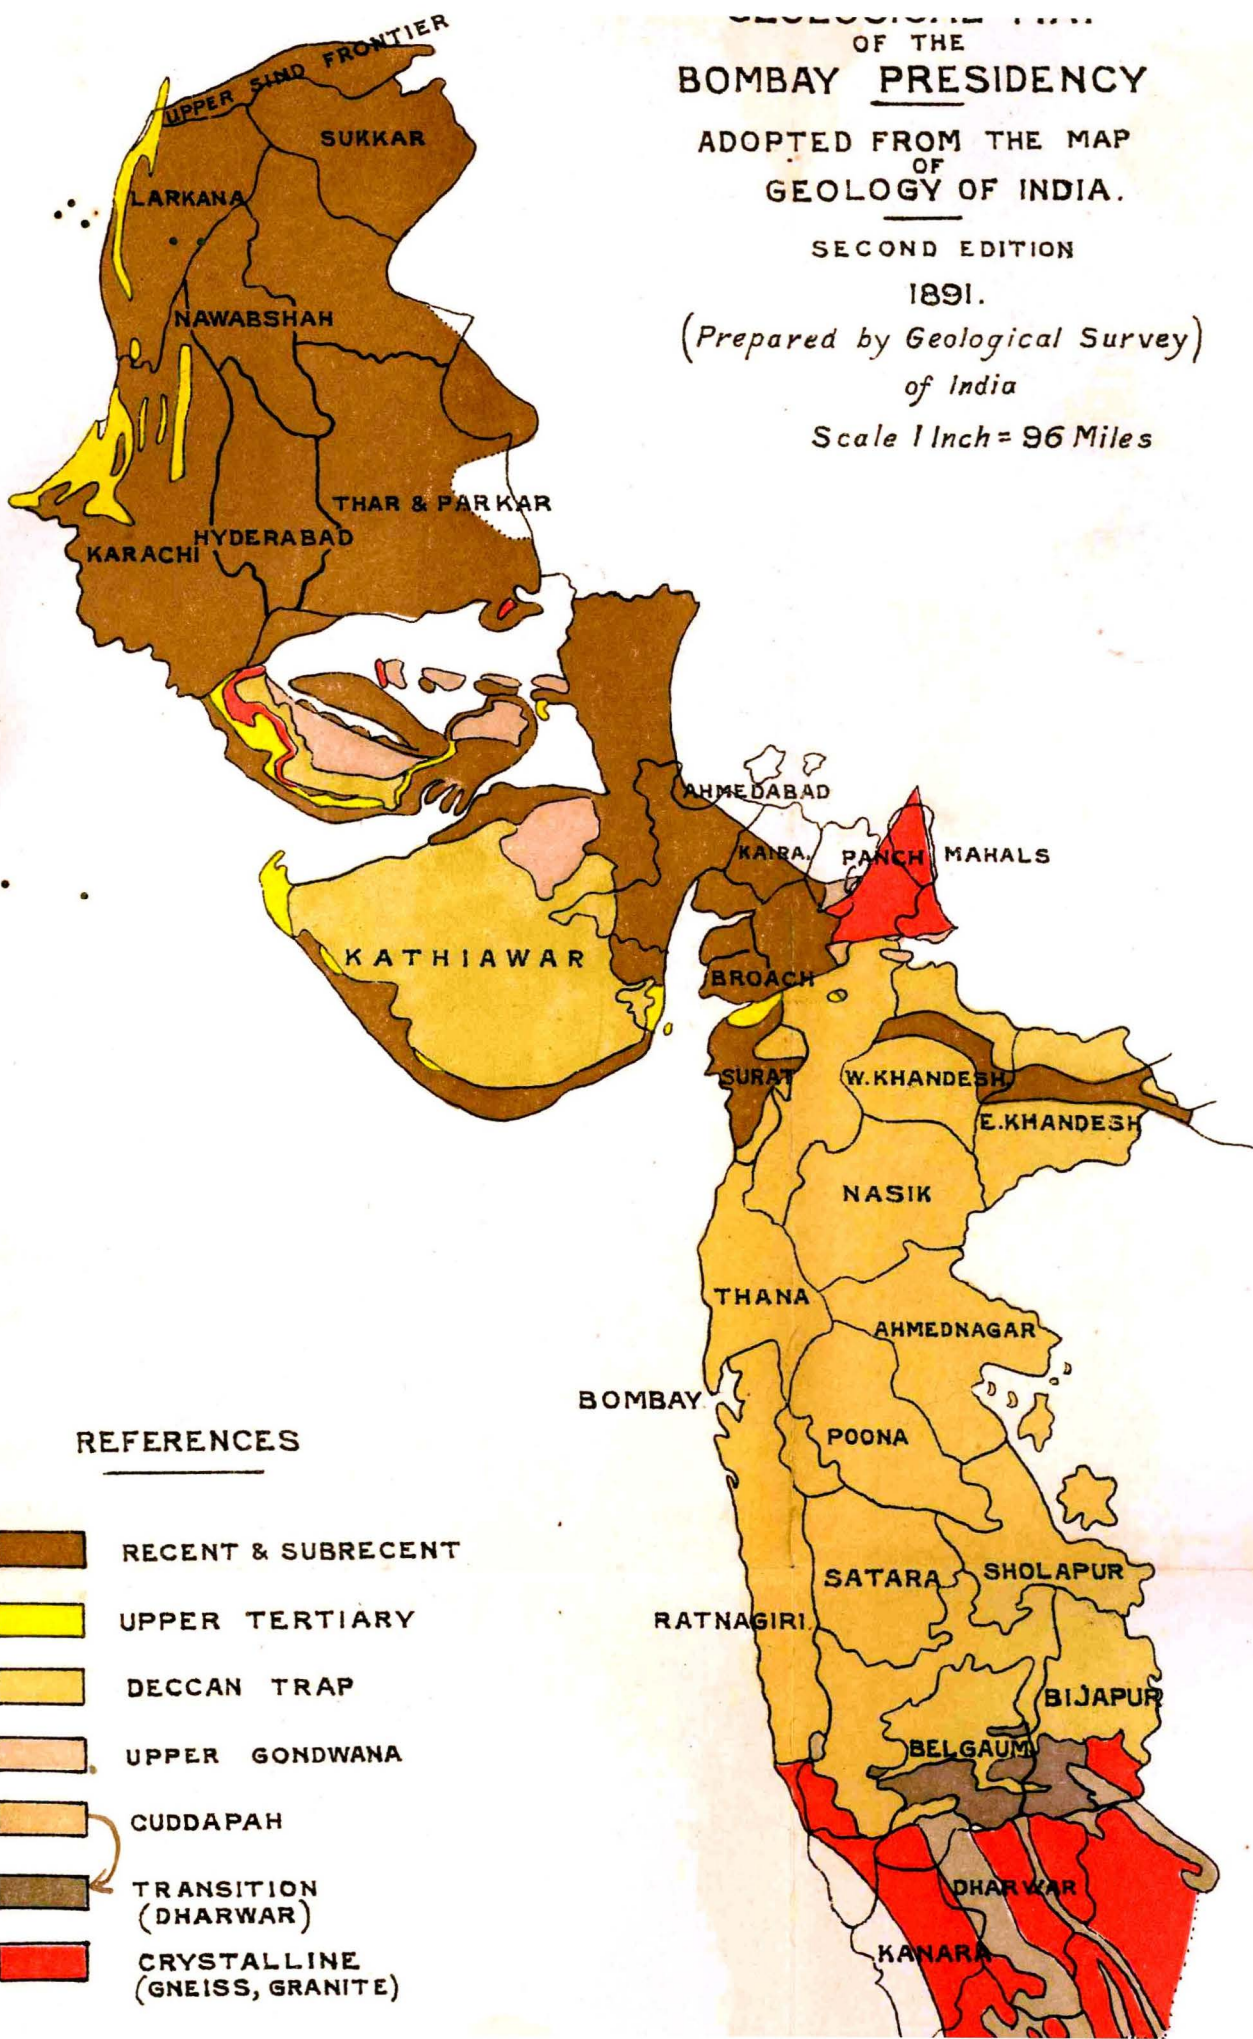 GEOLOGICAL MAP
OF THE
BOMBAY PRESIDENCY
ADOPTED FROM THE MAP
OF
GEOLOGY OF INDIA.
SECOND EDITION
1891.
(Prepared by Geological Survey)
of India
Scale 1 Inch = 96 Miles
UPPER SIND FRONTIER
SUKKAR
LARKANA
NAWABSHAH
THAR & PARKAR
HYDERABAD
KARACHI
AHMEDABAD
KAIRA.
PANCH MAHALS
KATHIAWAR
BROACH
SURAT
W. KHANDESH
E. KHANDESH
NASIK
THANA
AHMEDNAGAR
BOMBAY
POONA
SATARA
SHOLAPUR
RATNAGIRI.
BIJAPUR
BELGAUM
DHARWAR
KANARA
REFERENCES
RECENT & SUBRECENT
UPPER TERTIARY
DECCAN TRAP
UPPER GONDWANA
CUDDAPAH
TRANSITION
(DHARWAR)
CRYSTALLINE
(GNEISS, GRANITE)